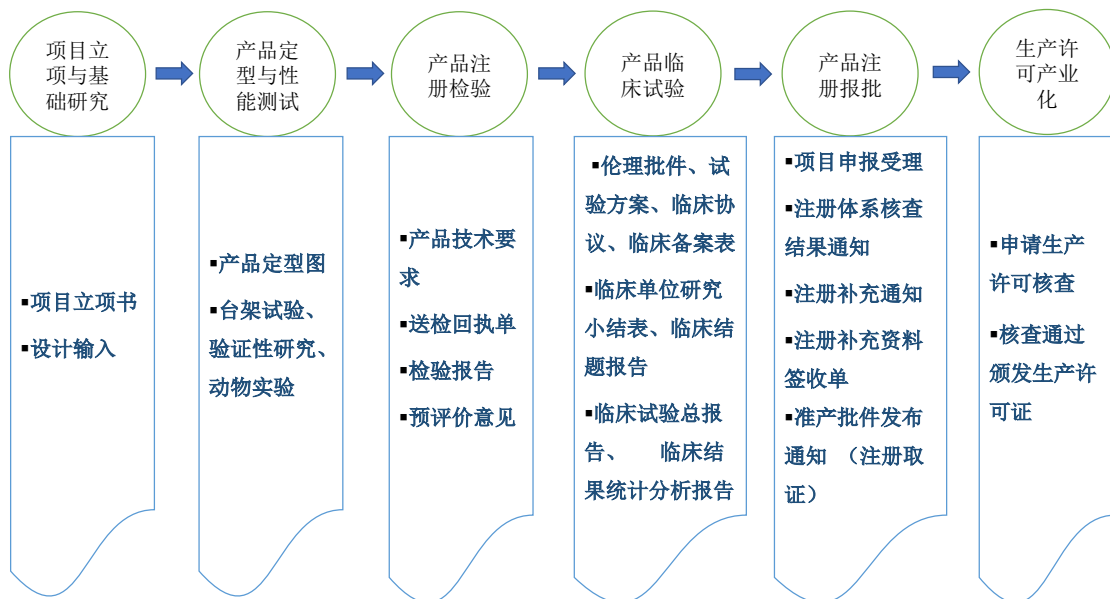 项目立
项与基
础研究
产品定
型与性
能测试
产品注
册检验
产品临
床试验
产品注
册报批
生产许
可产业
化
▪项目立项书
▪设计输入
▪产品定型图
▪台架试验、
验证性研究、
动物实验
▪产品技术要
求
▪送检回执单
▪检验报告
▪预评价意见
▪伦理批件、试
验方案、临床协
议、临床备案表
▪临床单位研究
小结表、临床结
题报告
▪临床试验总报
告、 临床结
果统计分析报告
▪项目申报受理
▪注册体系核查
结果通知
▪注册补充通知
▪注册补充资料
签收单
▪准产批件发布
通知 （注册取
证）
▪申请生产
许可核查
▪核查通过
颁发生产许
可证